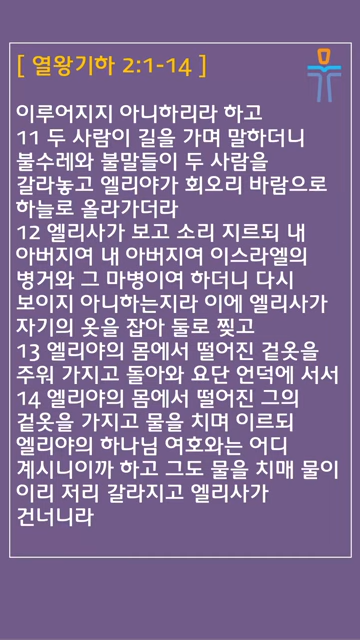 [ 열왕기하 2:1-14 ]
이루어지지 아니하리라 하고
11 두 사람이 길을 가며 말하더니
불수레와 불말들이 두 사람을
갈라놓고 엘리야가 회오리 바람으로
하늘로 올라가더라
12 엘리사가 보고 소리 지르되 내
아버지여 내 아버지여 이스라엘의
병거와 그 마병이여 하더니 다시
보이지 아니하는지라 이에 엘리사가
자기의 옷을 잡아 둘로 찢고
13 엘리야의 몸에서 떨어진 겉옷을
주워 가지고 돌아와 요단 언덕에 서서
14 엘리야의 몸에서 떨어진 그의
겉옷을 가지고 물을 치며 이르되
엘리야의 하나님 여호와는 어디
계시니이까 하고 그도 물을 치매 물이
이리 저리 갈라지고 엘리사가
건너니라